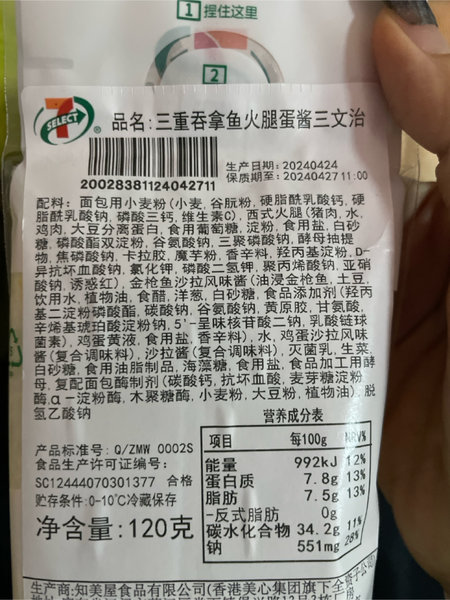 1 捏住这里
2
7
SELECT
®
品名:三重吞拿鱼火腿蛋酱三文治
20028381124042711
生产日期: 20240424
保质期至: 20240427 11:00
配料: 面包用小麦粉(小麦, 谷朊粉, 硬脂酰乳酸钙, 硬
脂酰乳酸钠, 磷酸三钙, 维生素C), 西式火腿(猪肉, 水,
鸡肉, 大豆分离蛋白, 食用葡萄糖, 淀粉, 食用盐, 白砂
糖, 磷酸酯双淀粉, 谷氨酸钠, 三聚磷酸钠, 酵母抽提
物, 焦磷酸钠, 卡拉胶, 魔芋粉, 香辛料, 羟丙基淀粉, D-
异抗坏血酸钠, 氯化钾, 磷酸二氢钾, 聚丙烯酸钠, 亚硝
酸钠, 诱惑红), 金枪鱼沙拉风味酱(油浸金枪鱼, 土豆,
饮用水, 植物油, 食醋, 洋葱, 白砂糖, 食品添加剂(羟丙
基二淀粉磷酸酯, 碳酸钠, 谷氨酸钠, 黄原胶, 甘氨酸,
辛烯基琥珀酸淀粉钠, 5'-呈味核苷酸二钠, 乳酸链球
菌素), 鸡蛋黄液, 食用盐, 香辛料), 水, 鸡蛋沙拉风味
酱(复合调味料), 沙拉酱(复合调味料), 灭菌乳, 生菜,
白砂糖, 食用油脂制品, 海藻糖, 食用盐, 食品加工用酵
母, 复配面包酶制剂(碳酸钙, 抗坏血酸, 麦芽糖淀粉
酶, α-淀粉酶, 木聚糖酶, 小麦粉, 大豆粉, 植物油), 脱
氢乙酸钠
产品标准号: Q/ZMW 0002S
食品生产许可证编号:
SC12444070301377 合格
贮存条件: 0-10℃冷藏保存
净含量: 120克
营养成分表
项目 每100g NRV%
能量 992kJ 12%
蛋白质 7.8g 13%
脂肪 7.5g 13%
-反式脂肪 0g
碳水化合物 34.2g 11%
钠 551mg 28%
生产商: 知美屋食品有限公司(香港美心集团旗下全